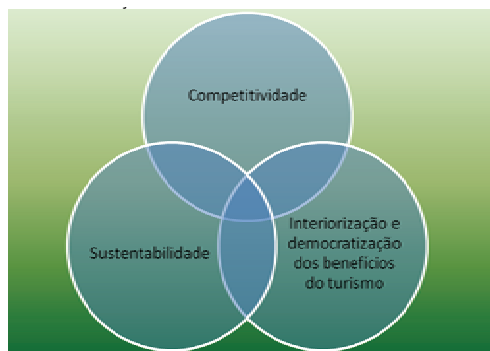 Competitividade
Sustentabilidade
Interiorização e
democratização
dos benefícios
do turismo